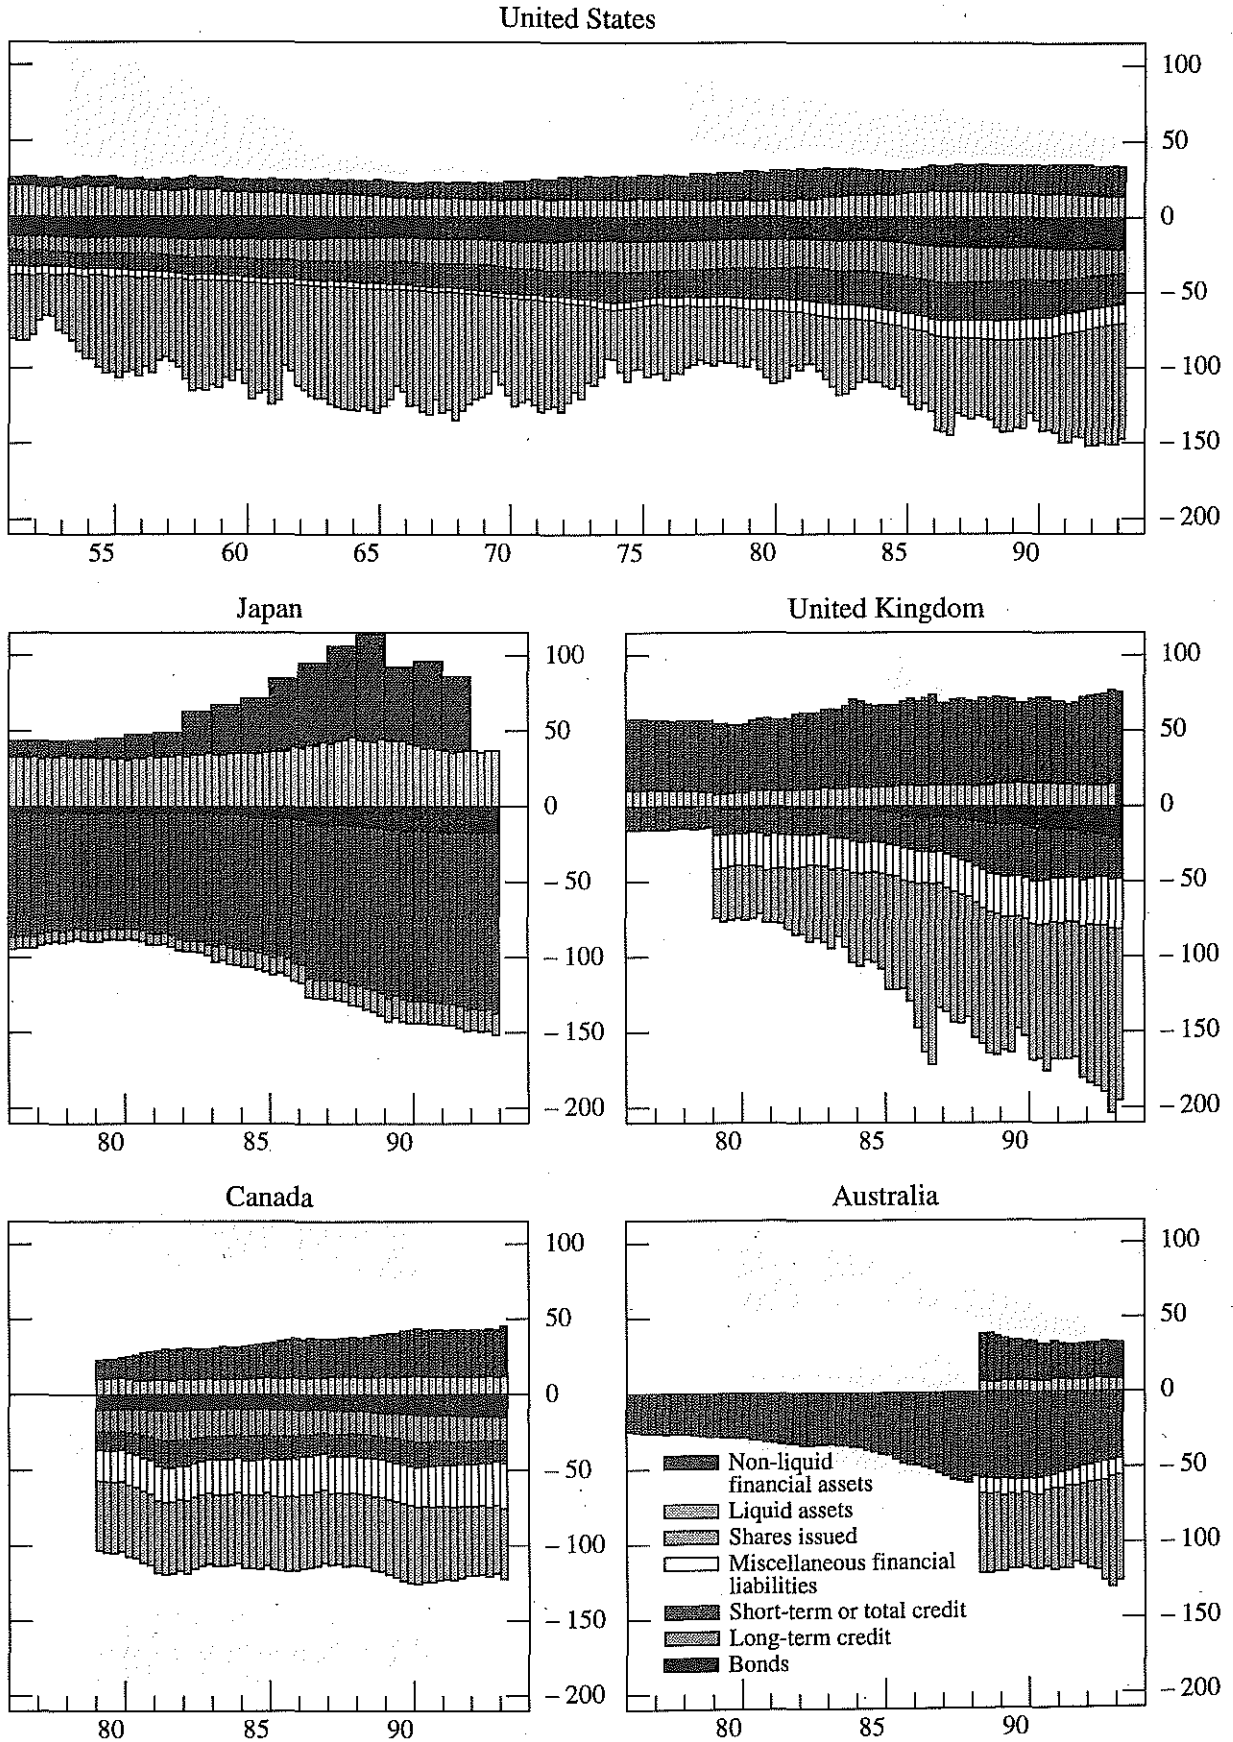 United States
100
50
0
– 50
– 100
– 150
– 200
55 60 65 70 75 80 85 90
Japan
100
50
0
– 50
– 100
– 150
– 200
80 85 90
United Kingdom
100
50
0
– 50
– 100
– 150
– 200
80 85 90
Canada
100
50
0
– 50
– 100
– 150
– 200
80 85 90
Australia
100
50
0
– 50
– 100
– 150
– 200
Non-liquid
financial assets
Liquid assets
Shares issued
Miscellaneous financial
liabilities
Short-term or total credit
Long-term credit
Bonds
80 85 90